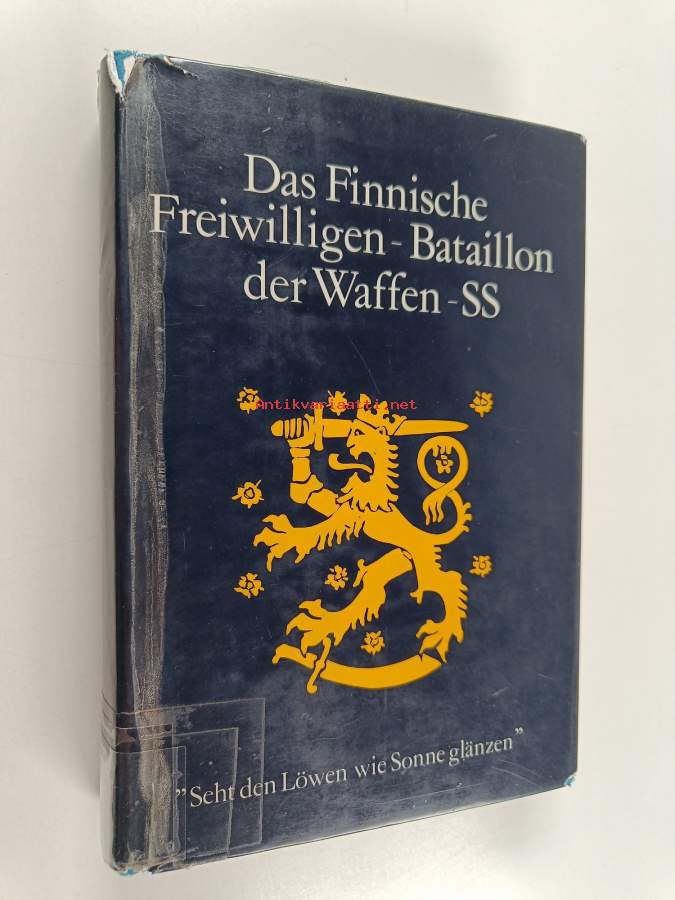 Das Finnische
Freiwilligen - Bataillon
der Waffen - SS
Antikvariaatti.net
"Seht den Löwen wie Sonne glänzen"